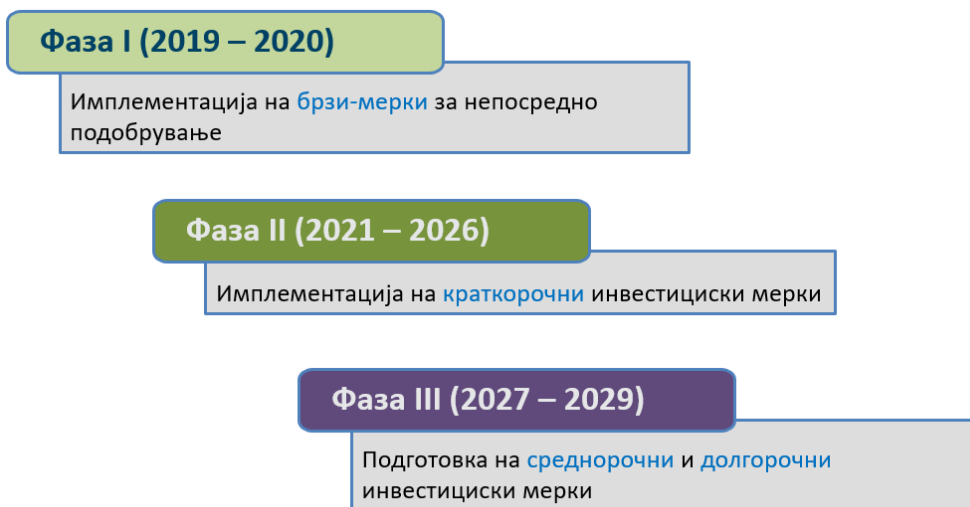 Фаза I (2019 – 2020)
Имплементација на брзи-мерки за непосредно
подобрување
Фаза II (2021 – 2026)
Имплементација на краткорочни инвестициски мерки
Фаза III (2027 – 2029)
Подготовка на среднорочни и долгорочни
инвестициски мерки